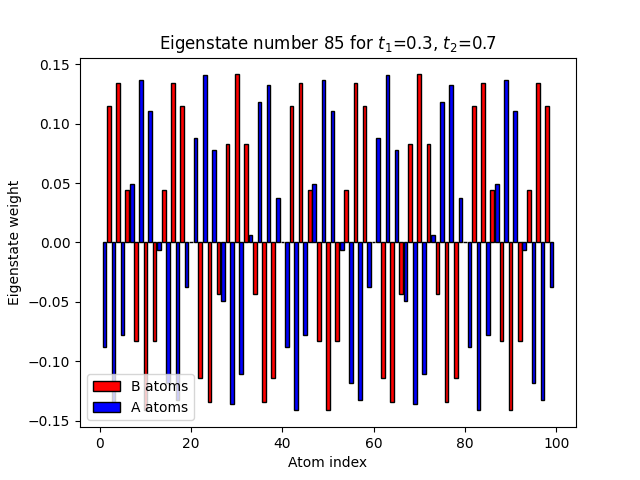 Eigenstate number 85 for t₁=0.3, t₂=0.7
0.15
0.10
0.05
0.00
−0.05
−0.10
−0.15
Eigenstate weight
B atoms
A atoms
0 20 40 60 80 100
Atom index